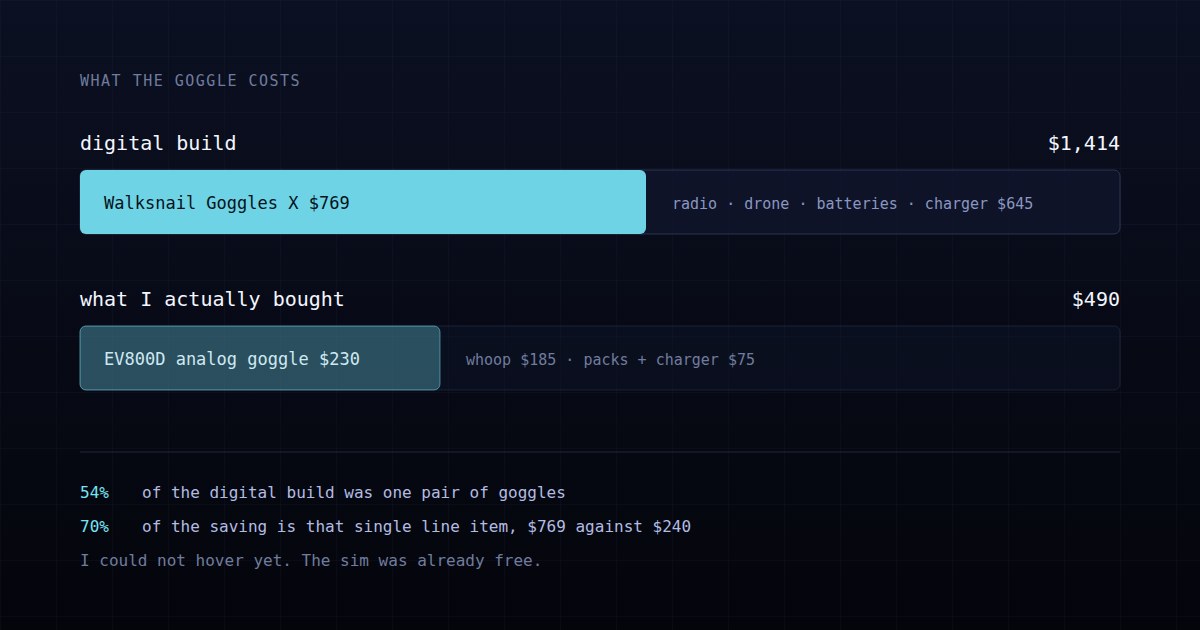 WHAT THE GOGGLE COSTS
digital build $1,414
Walksnail Goggles X $769 radio · drone · batteries · charger $645
what I actually bought $490
EV800D analog goggle $230 whoop $185 · packs + charger $75
54% of the digital build was one pair of goggles
70% of the saving is that single line item, $769 against $240
I could not hover yet. The sim was already free.